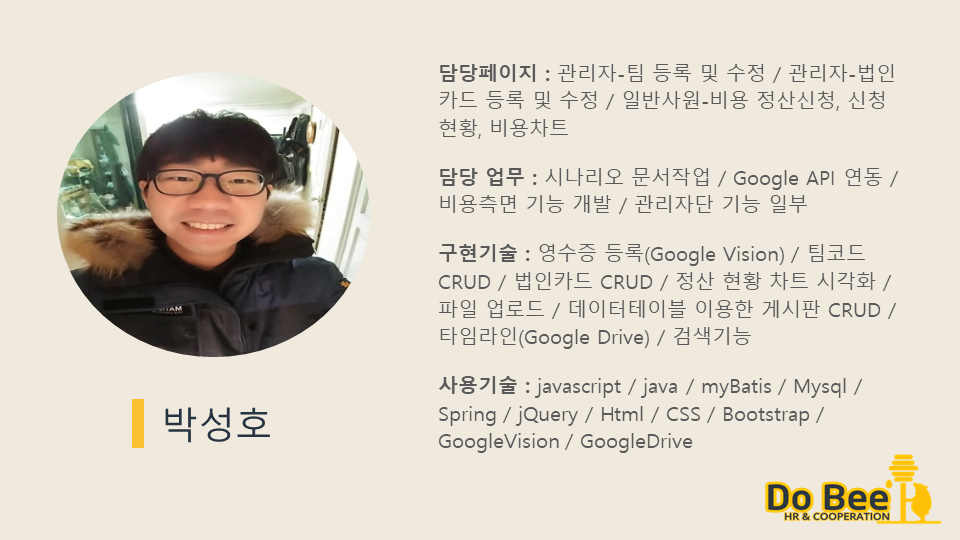 담당페이지 : 관리자-팀 등록 및 수정 / 관리자-법인
카드 등록 및 수정 / 일반사원-비용 정산신청, 신청
현황, 비용차트
담당 업무 : 시나리오 문서작업 / Google API 연동 /
비용측면 기능 개발 / 관리자단 기능 일부
구현기술 : 영수증 등록(Google Vision) / 팀코드
CRUD / 법인카드 CRUD / 정산 현황 차트 시각화 /
파일 업로드 / 데이터테이블 이용한 게시판 CRUD /
타임라인(Google Drive) / 검색기능
사용기술 : javascript / java / myBatis / Mysql /
Spring / jQuery / Html / CSS / Bootstrap /
GoogleVision / GoogleDrive
박성호
Do Bee
HR & COOPERATION